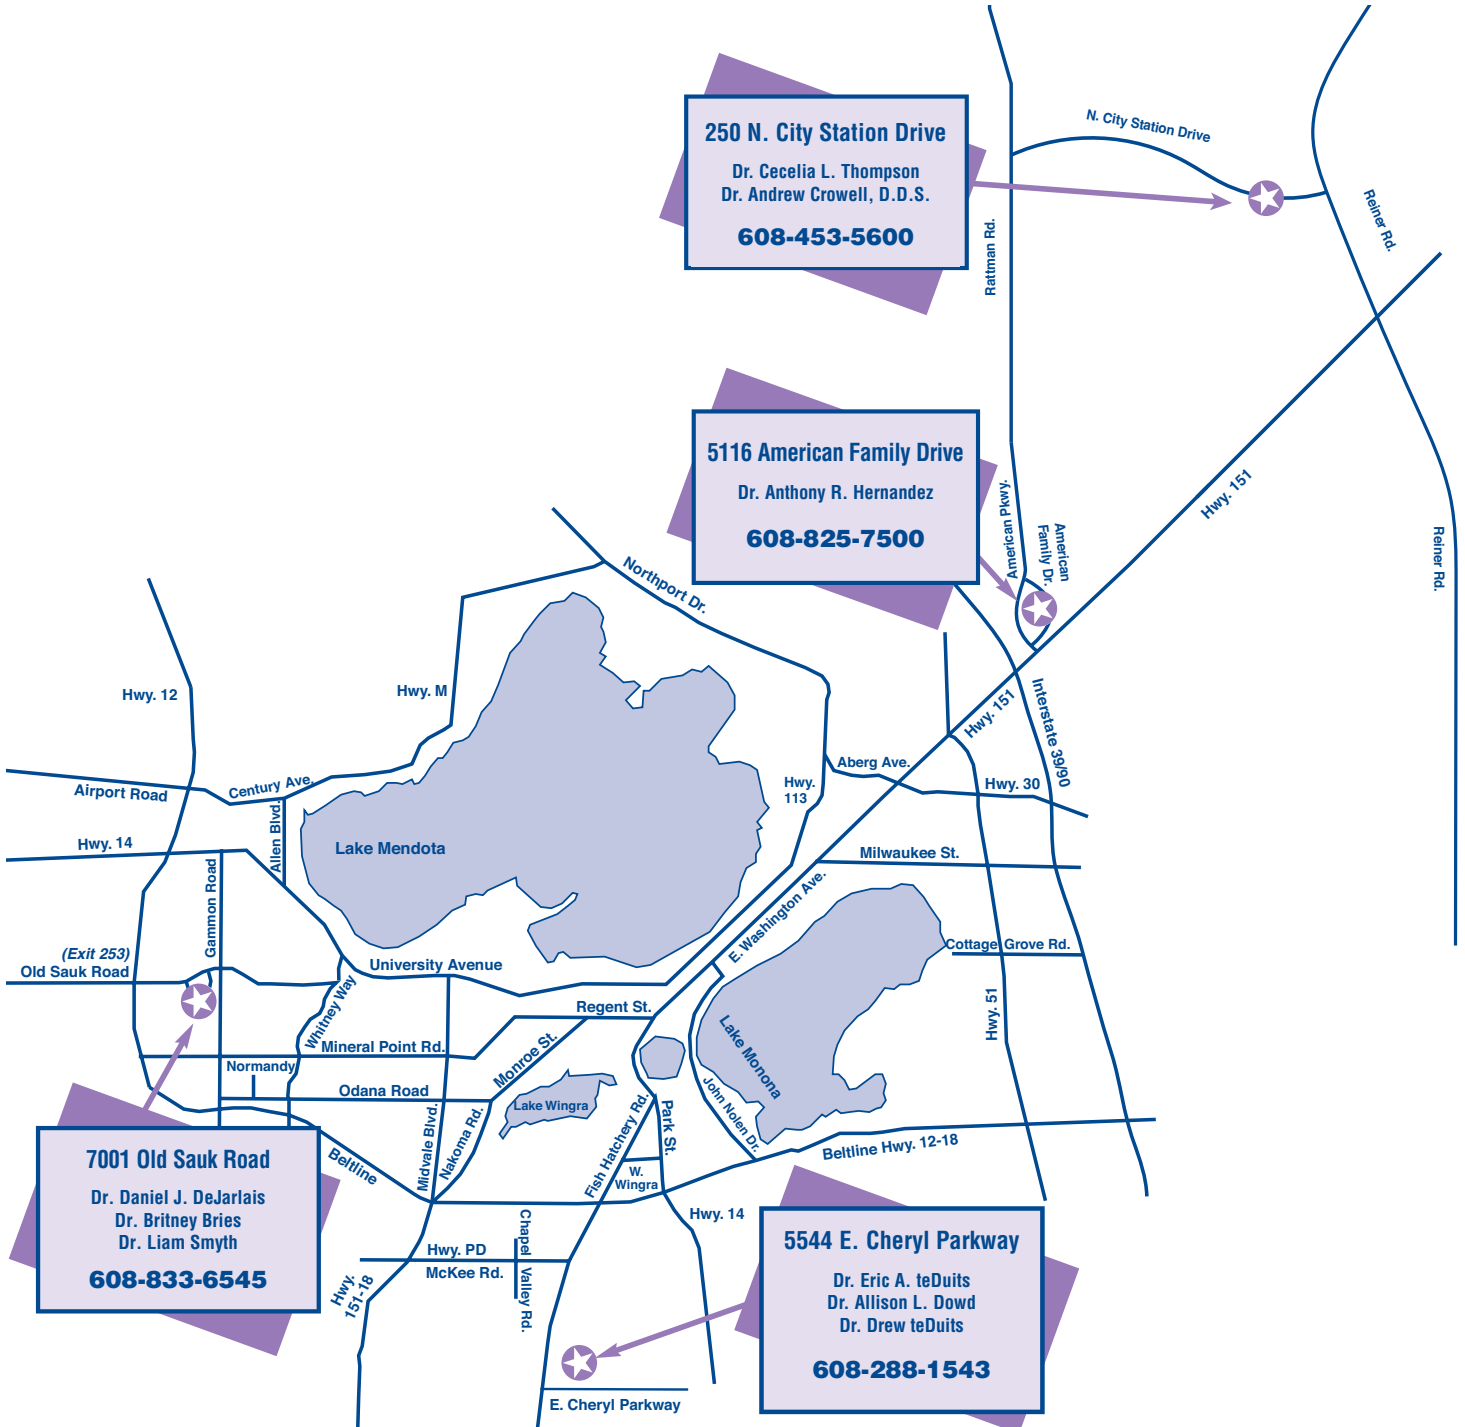 N. City Station Drive
250 N. City Station Drive
Dr. Cecelia L. Thompson
Dr. Andrew Crowell, D.D.S.
608-453-5600
Rattman Rd.
Reiner Rd.
5116 American Family Drive
Dr. Anthony R. Hernandez
608-825-7500
American Pkwy.
American
Family Dr.
Hwy. 151
Reiner Rd.
Northport Dr.
Hwy. 12
Hwy. M
Hwy. 151
Interstate 39/90
Airport Road
Century Ave.
Allen Blvd.
Hwy.
113
Aberg Ave.
Hwy. 30
Hwy. 14
Lake Mendota
Milwaukee St.
Gammon Road
E. Washington Ave.
(Exit 253)
Old Sauk Road
University Avenue
Cottage Grove Rd.
Whitney Way
Regent St.
Hwy. 51
Mineral Point Rd.
Monroe St.
Lake Monona
Normandy
Odana Road
Lake Wingra
John Nolen Dr.
Midvale Blvd.
Nakoma Rd.
Fish Hatchery Rd.
Park St.
W.
Wingra
Beltline
Beltline Hwy. 12-18
7001 Old Sauk Road
Dr. Daniel J. DeJarlais
Dr. Britney Bries
Dr. Liam Smyth
608-833-6545
Hwy. 14
Hwy. PD
McKee Rd.
Chapel Valley Rd.
Hwy.
151-18
5544 E. Cheryl Parkway
Dr. Eric A. teDuits
Dr. Allison L. Dowd
Dr. Drew teDuits
608-288-1543
E. Cheryl Parkway